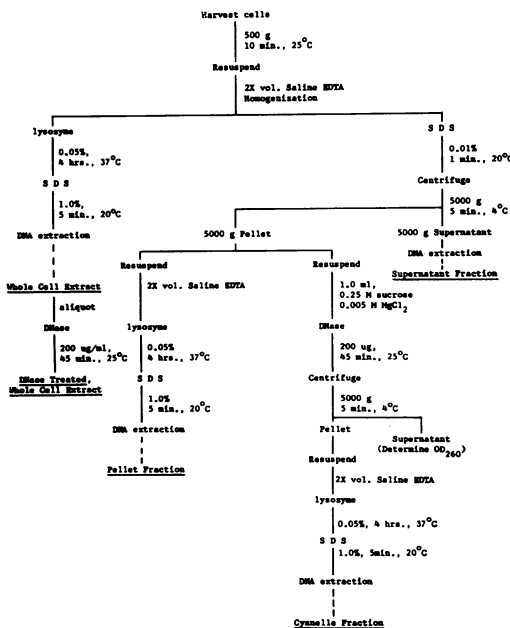 Harvest cells
500 g
10 min., 25°C
Resuspend
2X vol. Saline EDTA
Homogenization
lysozyme
0.05%,
4 hrs., 37°C
S D S
1.0%,
5 min., 20°C
DNA extraction
Whole Cell Extract
aliquot
DNase
200 ug/ml,
45 min., 25°C
DNase Treated,
Whole Cell Extract
S D S
0.01%
1 min., 20°C
Centrifuge
5000 g
5 min., 4°C
5000 g Pellet
5000 g Supernatant
DNA extraction
Supernatant Fraction
Resuspend
2X vol. Saline EDTA
lysozyme
0.05%
4 hrs., 37°C
S D S
1.0%
5 min., 20°C
DNA extraction
Pellet Fraction
Resuspend
1.0 ml,
0.25 M sucrose
0.005 M MgCl2
DNase
200 ug,
45 min., 25°C
Centrifuge
5000 g
5 min., 4°C
Pellet
Supernatant
(Determine OD260)
Resuspend
2X vol. Saline EDTA
lysozyme
0.05%, 4 hrs., 37°C
S D S
1.0%, 5min., 20°C
DNA extraction
Cyanelle Fraction